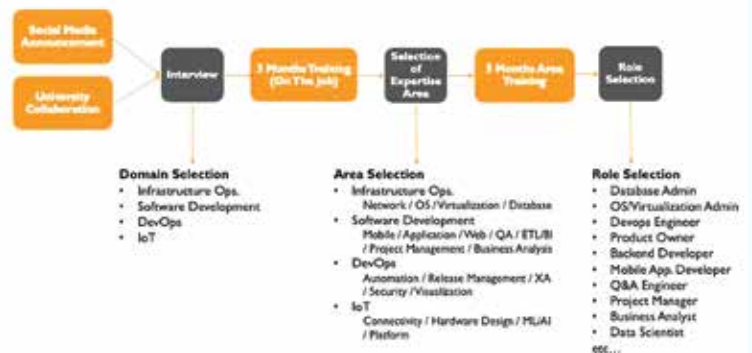 Social Media
Announcement
University
Collaboration
Interview
3 Months Training
(On The Job)
Selection
of
Expertise
Area
3 Months Area
Training
Role
Selection
Domain Selection
• Infrastructure Ops.
• Software Development
• DevOps
• IoT
Area Selection
• Infrastructure Ops.
Network / OS / Virtualization / Database
• Software Development
Mobile / Application / Web / QA / ETL/BI
/ Project Management / Business Analysis
• DevOps
Automation / Release Management / XA
/ Security / Visualization
• IoT
Connectivity / Hardware Design / ML/AI
/ Platform
Role Selection
• Database Admin
• OS/Virtualization Admin
• Devops Engineer
• Product Owner
• Backend Developer
• Mobile App. Developer
• Q&A Engineer
• Project Manager
• Business Analyst
• Data Scientist
etc...